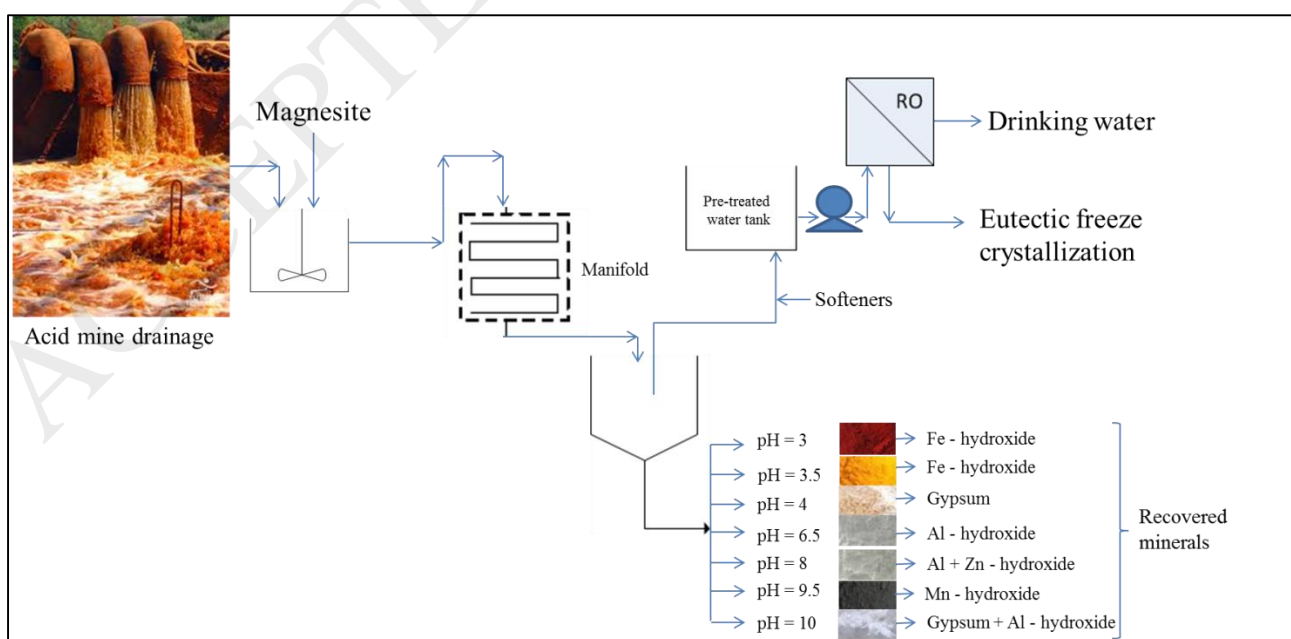 ACCEPTE
Magnesite
Acid mine drainage
Manifold
Pre-treated
water tank
RO
Drinking water
Eutectic freeze
crystallization
Softeners
pH = 3
Fe - hydroxide
pH = 3.5
Fe - hydroxide
pH = 4
Gypsum
pH = 6.5
Al - hydroxide
pH = 8
Al + Zn - hydroxide
pH = 9.5
Mn - hydroxide
pH = 10
Gypsum + Al - hydroxide
Recovered
minerals